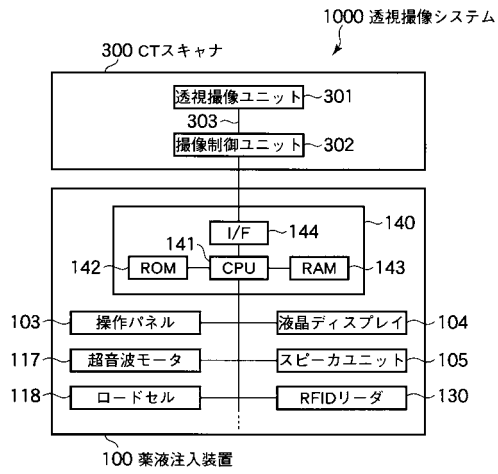 1000 透視撮像システム
300 CTスキャナ
透視撮像ユニット 301
303
撮像制御ユニット 302
I/F 144 140
141
142 ROM CPU RAM 143
103 操作パネル 液晶ディスプレイ 104
117 超音波モータ スピーカユニット 105
118 ロードセル RFIDリーダ 130
100 薬液注入装置